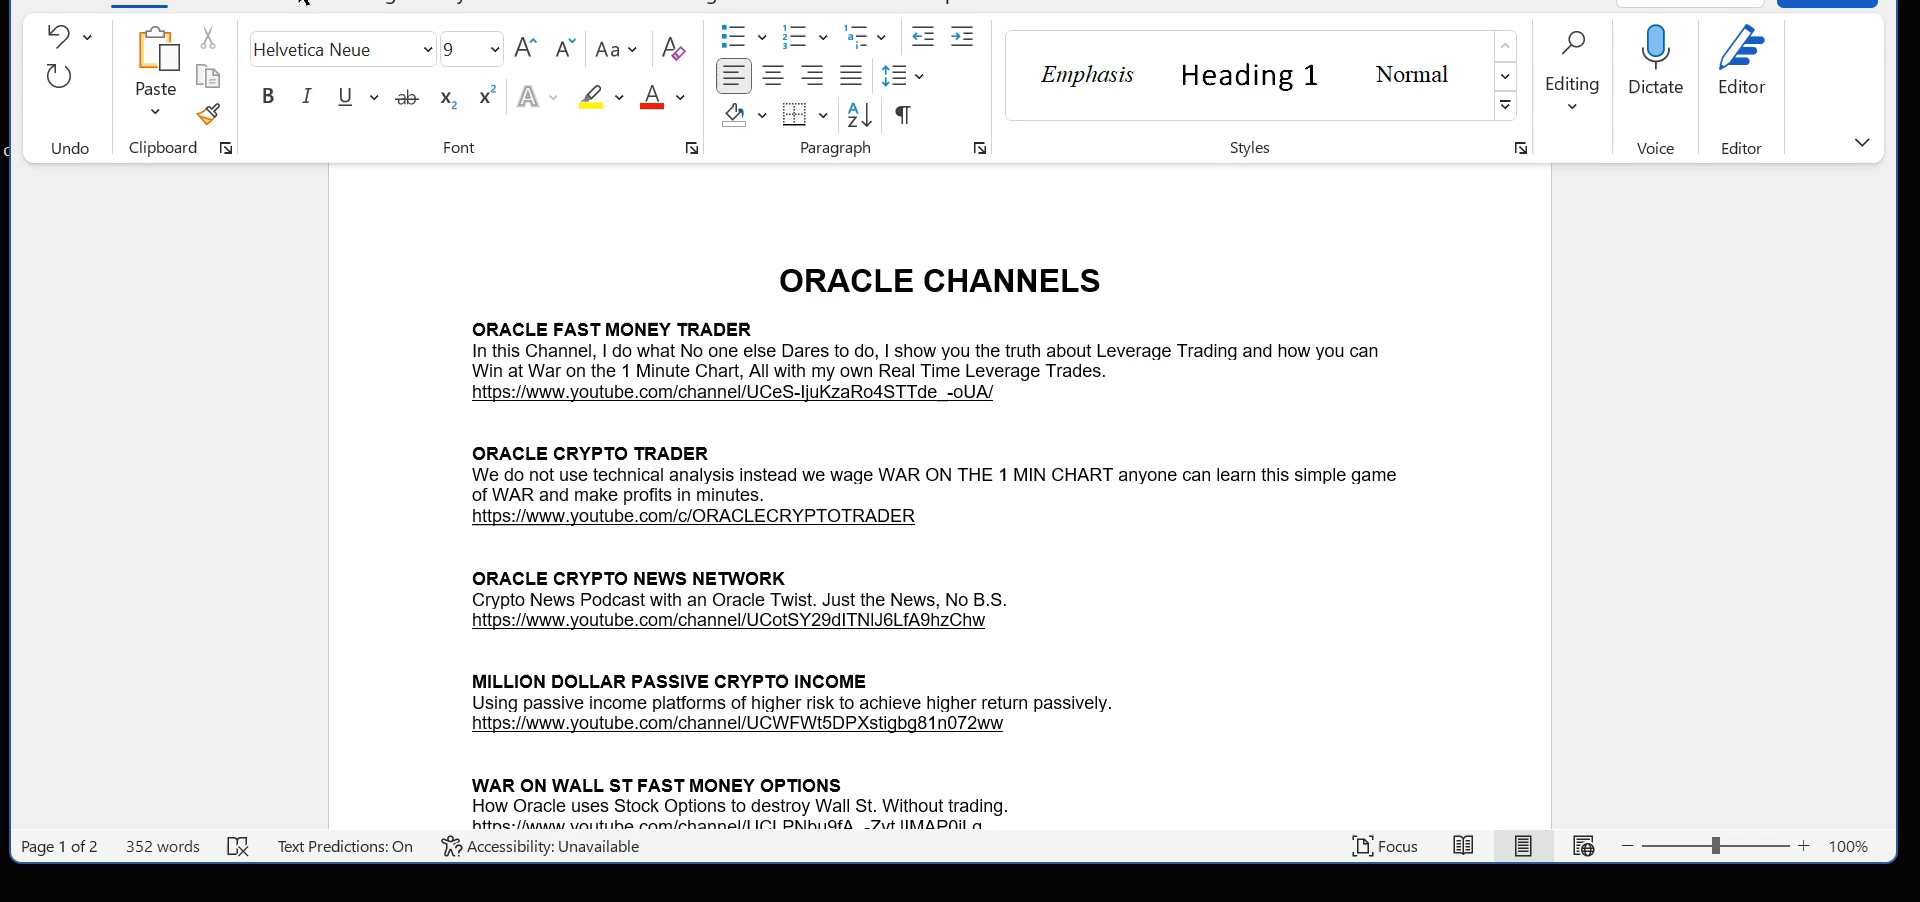 Helvetica Neue
9
Aa
Paste
Undo
Clipboard
Font
Paragraph
Emphasis
Heading 1
Normal
Styles
Editing
Dictate
Voice
Editor
Editor
ORACLE CHANNELS
ORACLE FAST MONEY TRADER
In this Channel, I do what No one else Dares to do, I show you the truth about Leverage Trading and how you can
Win at War on the 1 Minute Chart, All with my own Real Time Leverage Trades.
https://www.youtube.com/channel/UCeS-IjuKzaRo4STTde_-oUA/
ORACLE CRYPTO TRADER
We do not use technical analysis instead we wage WAR ON THE 1 MIN CHART anyone can learn this simple game
of WAR and make profits in minutes.
https://www.youtube.com/c/ORACLECRYPTOTRADER
ORACLE CRYPTO NEWS NETWORK
Crypto News Podcast with an Oracle Twist. Just the News, No B.S.
https://www.youtube.com/channel/UCotSY29dITNlJ6LfA9hzChw
MILLION DOLLAR PASSIVE CRYPTO INCOME
Using passive income platforms of higher risk to achieve higher return passively.
https://www.youtube.com/channel/UCWFWt5DPXstigbg81n072ww
WAR ON WALL ST FAST MONEY OPTIONS
How Oracle uses Stock Options to destroy Wall St. Without trading.
Page 1 of 2
352 words
Text Predictions: On
Accessibility: Unavailable
Focus
100%